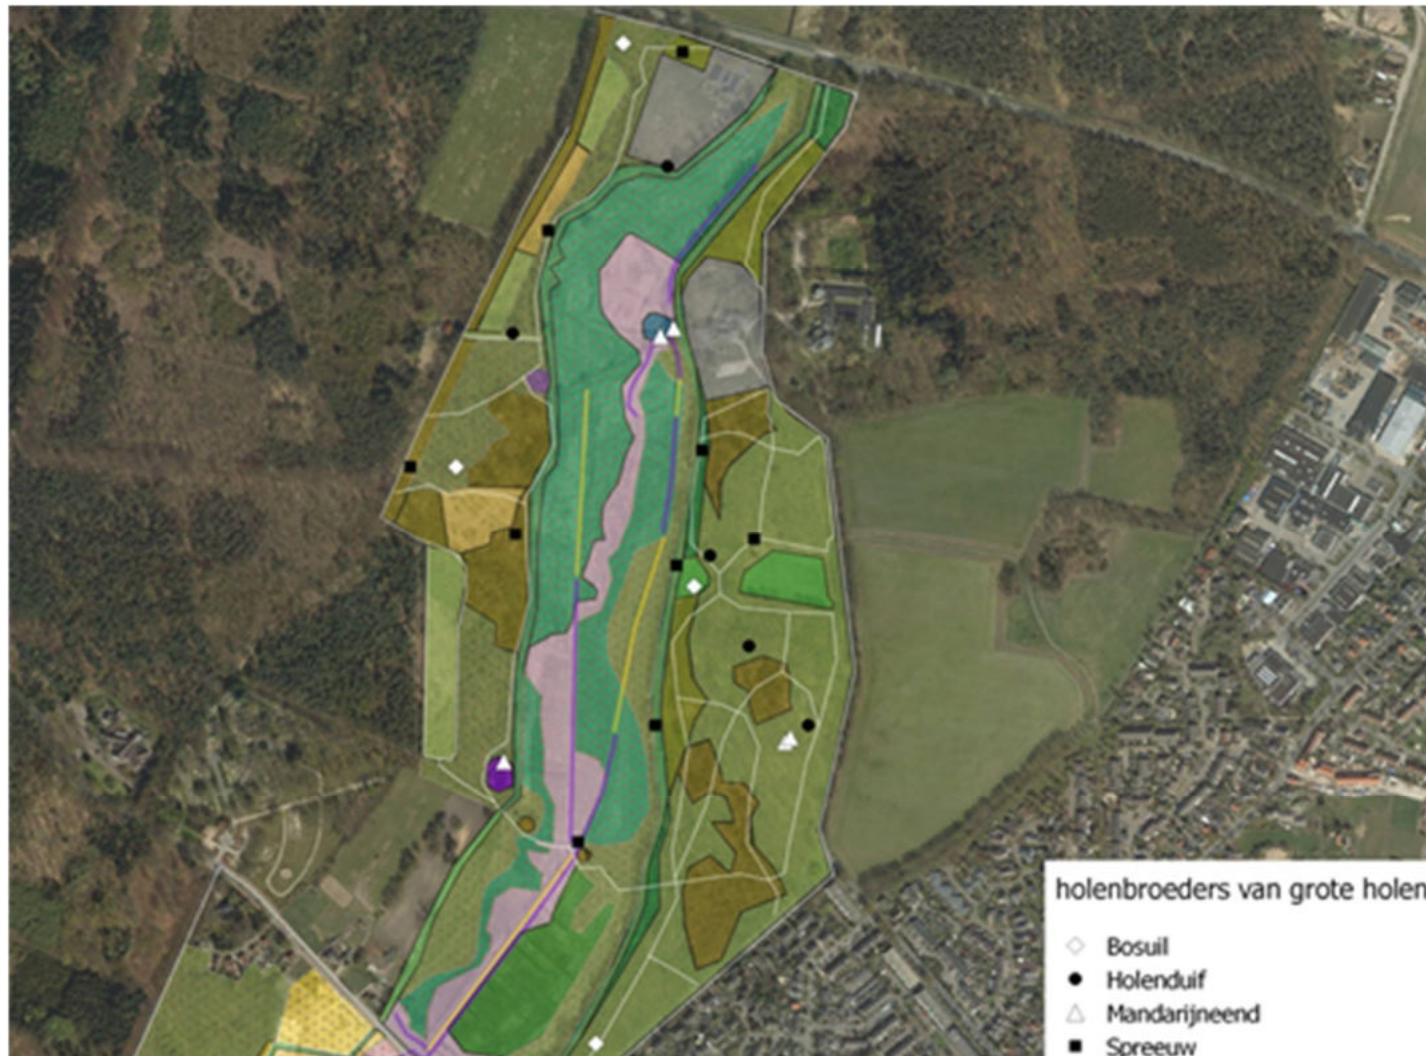 holenbroeders van grote holen
Bosuil
Holenduif
Mandarijneend
Spreeuw